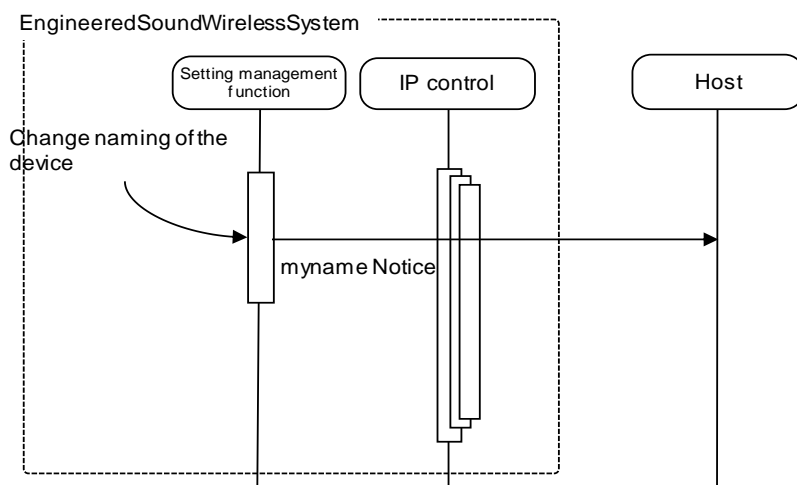 EngineeredSoundWirelessSystem
Setting management
function
IP control
Host
Change naming of the
device
myname Notice